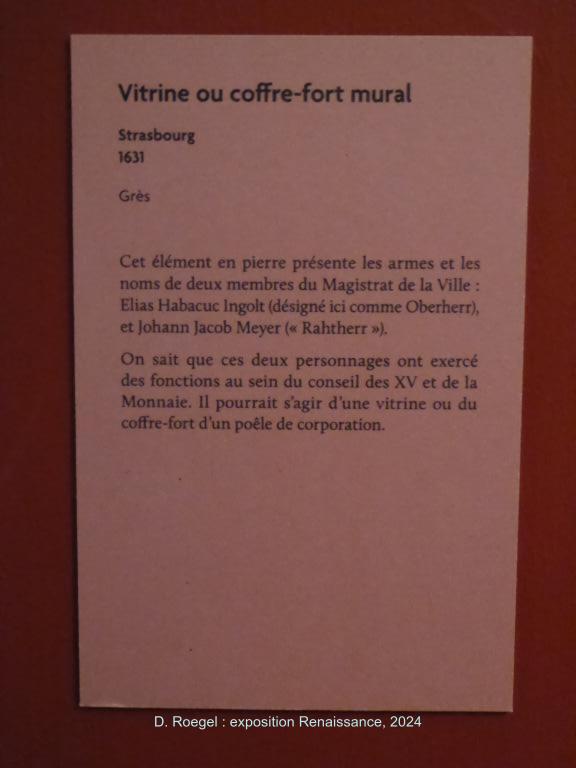 Vitrine ou coffre-fort mural
Strasbourg
1631
Grès
Cet élément en pierre présente les armes et les
noms de deux membres du Magistrat de la Ville :
Elias Habacuc Ingolt (désigné ici comme Oberherr),
et Johann Jacob Meyer (« Rahtherr »).
On sait que ces deux personnages ont exercé
des fonctions au sein du conseil des XV et de la
Monnaie. Il pourrait s'agir d'une vitrine ou du
coffre-fort d'un poêle de corporation.
D. Roegel : exposition Renaissance, 2024